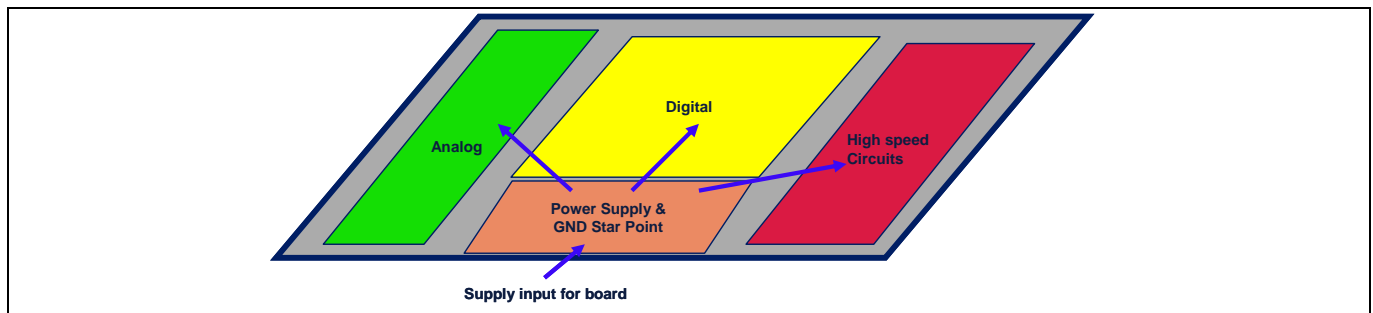 Digital
Analog
High speed
Circuits
Power Supply &
GND Star Point
Supply input for board